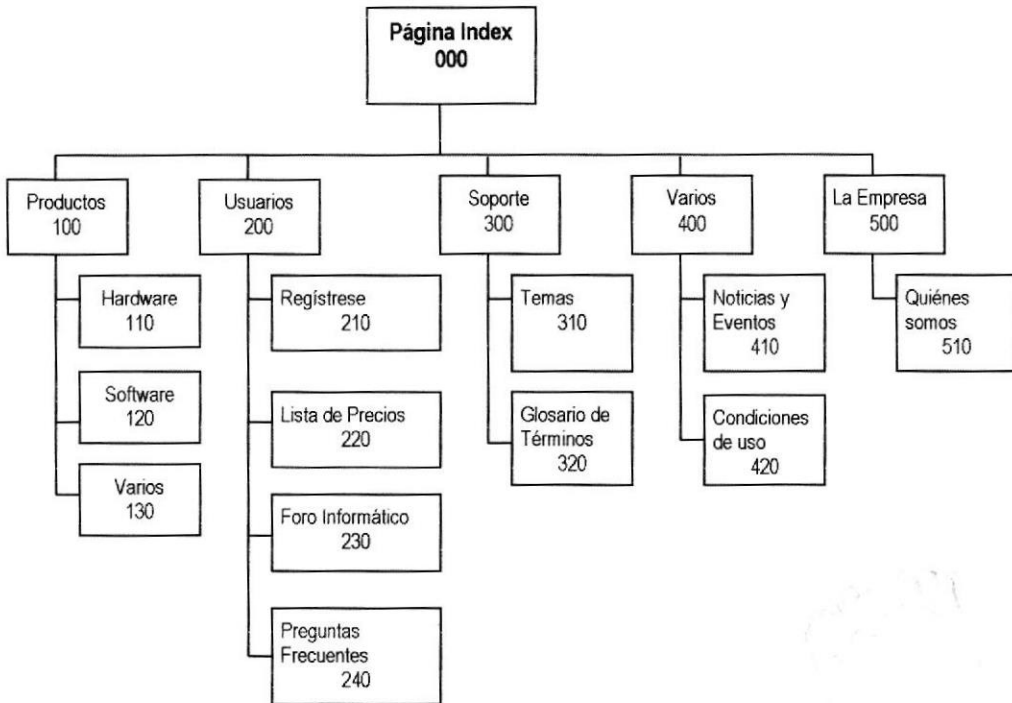 Página Index
000
Productos
100
Usuarios
200
Soporte
300
Varios
400
La Empresa
500
Hardware
110
Software
120
Varios
130
Regístrese
210
Lista de Precios
220
Foro Informático
230
Preguntas
Frecuentes
240
Temas
310
Glosario de
Términos
320
Noticias y
Eventos
410
Condiciones
de uso
420
Quiénes
somos
510